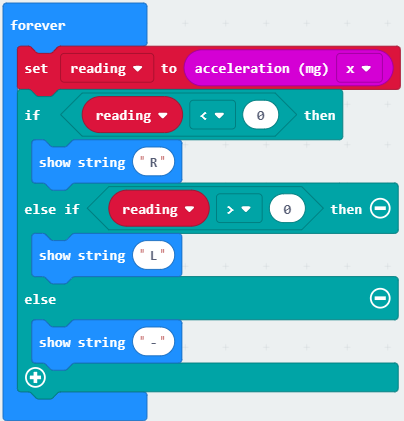 forever
set reading to acceleration (mg) x
if reading < 0 then
show string "R"
else if reading > 0 then
show string "L"
else
show string "-"